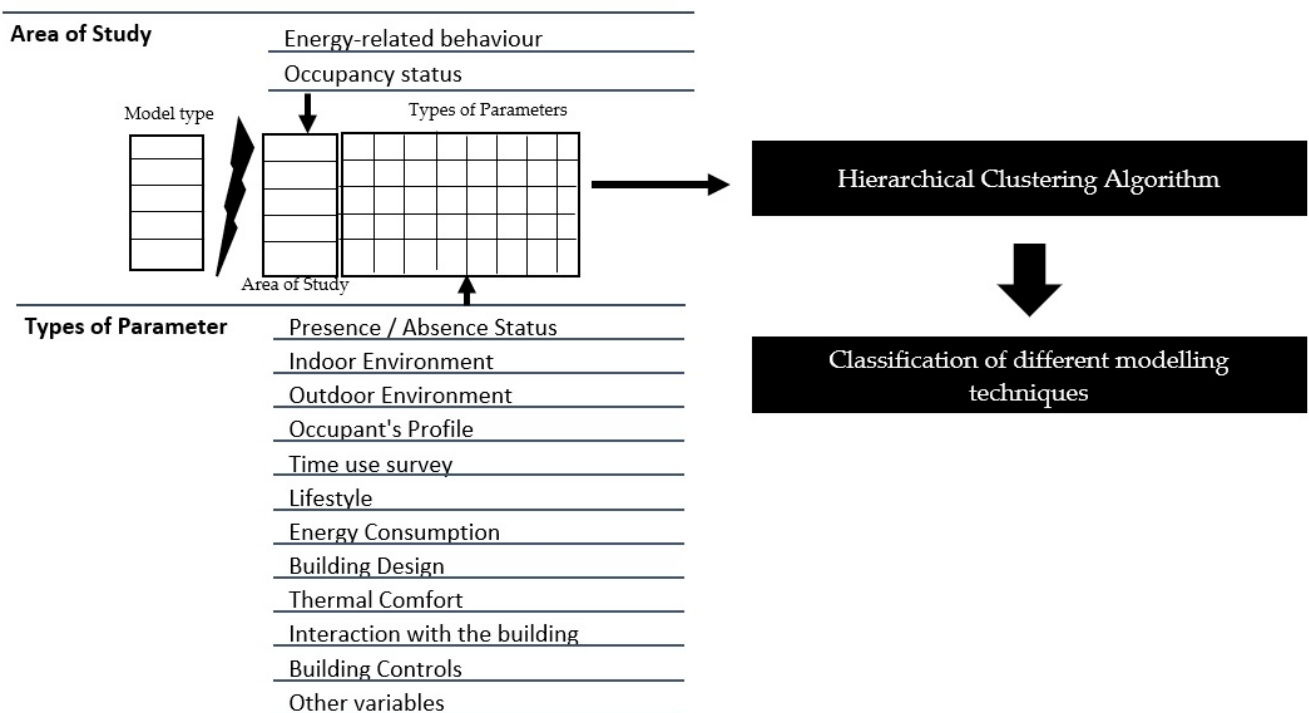 Area of Study
Energy-related behaviour
Occupancy status
Model type
Types of Parameters
Area of Study
Hierarchical Clustering Algorithm
Classification of different modelling
techniques
Types of Parameter
Presence / Absence Status
Indoor Environment
Outdoor Environment
Occupant's Profile
Time use survey
Lifestyle
Energy Consumption
Building Design
Thermal Comfort
Interaction with the building
Building Controls
Other variables